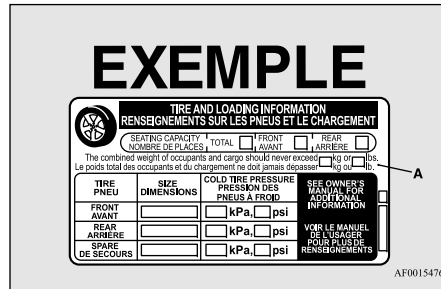 EXEMPLE
TIRE AND LOADING INFORMATION
RENSEIGNEMENTS SUR LES PNEUS ET LE CHARGEMENT
SEATING CAPACITY TOTAL FRONT REAR
NOMBRE DE PLACES AVANT ARRIÈRE
The combined weight of occupants and cargo should never exceed kg or lbs.
Le poids total des occupants et du chargement ne doit jamais dépasser kg ou lb.
A
TIRE SIZE COLD TIRE PRESSURE
PNEU DIMENSIONS PRESSION DES
PNEUS À FROID
FRONT
AVANT kPa, psi
REAR
ARRIÈRE kPa, psi
SPARE
DE SECOURS kPa, psi
SEE OWNER'S
MANUAL FOR
ADDITIONAL
INFORMATION
VOIR LE MANUEL
DE L'USAGER
POUR PLUS DE
RENSEIGNEMENTS
AF0015476